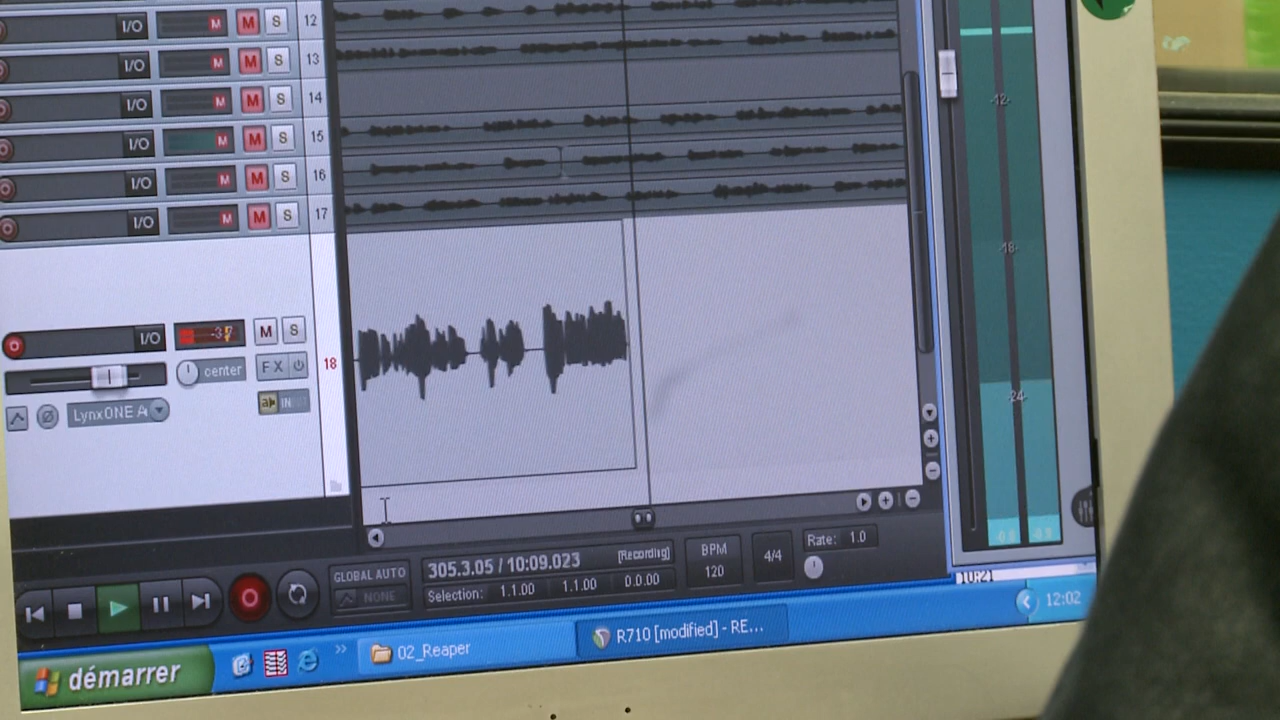 I/O M M S 12
I/O M M S 13
I/O M M S 14
I/O M M S 15
I/O M M S 16
I/O M M S 17
I/O M S
center FX
18
LynxONE A IN
-12-
-18-
-24-
305.3.05 / 10:09.023 [Recording]
Selection: 1.1.00 1.1.00 0.0.00
GLOBAL AUTO
NONE
BPM
120
4/4
Rate: 1.0
10:21
démarrer
02_Reaper
R710 [modified] - RE...
12:02